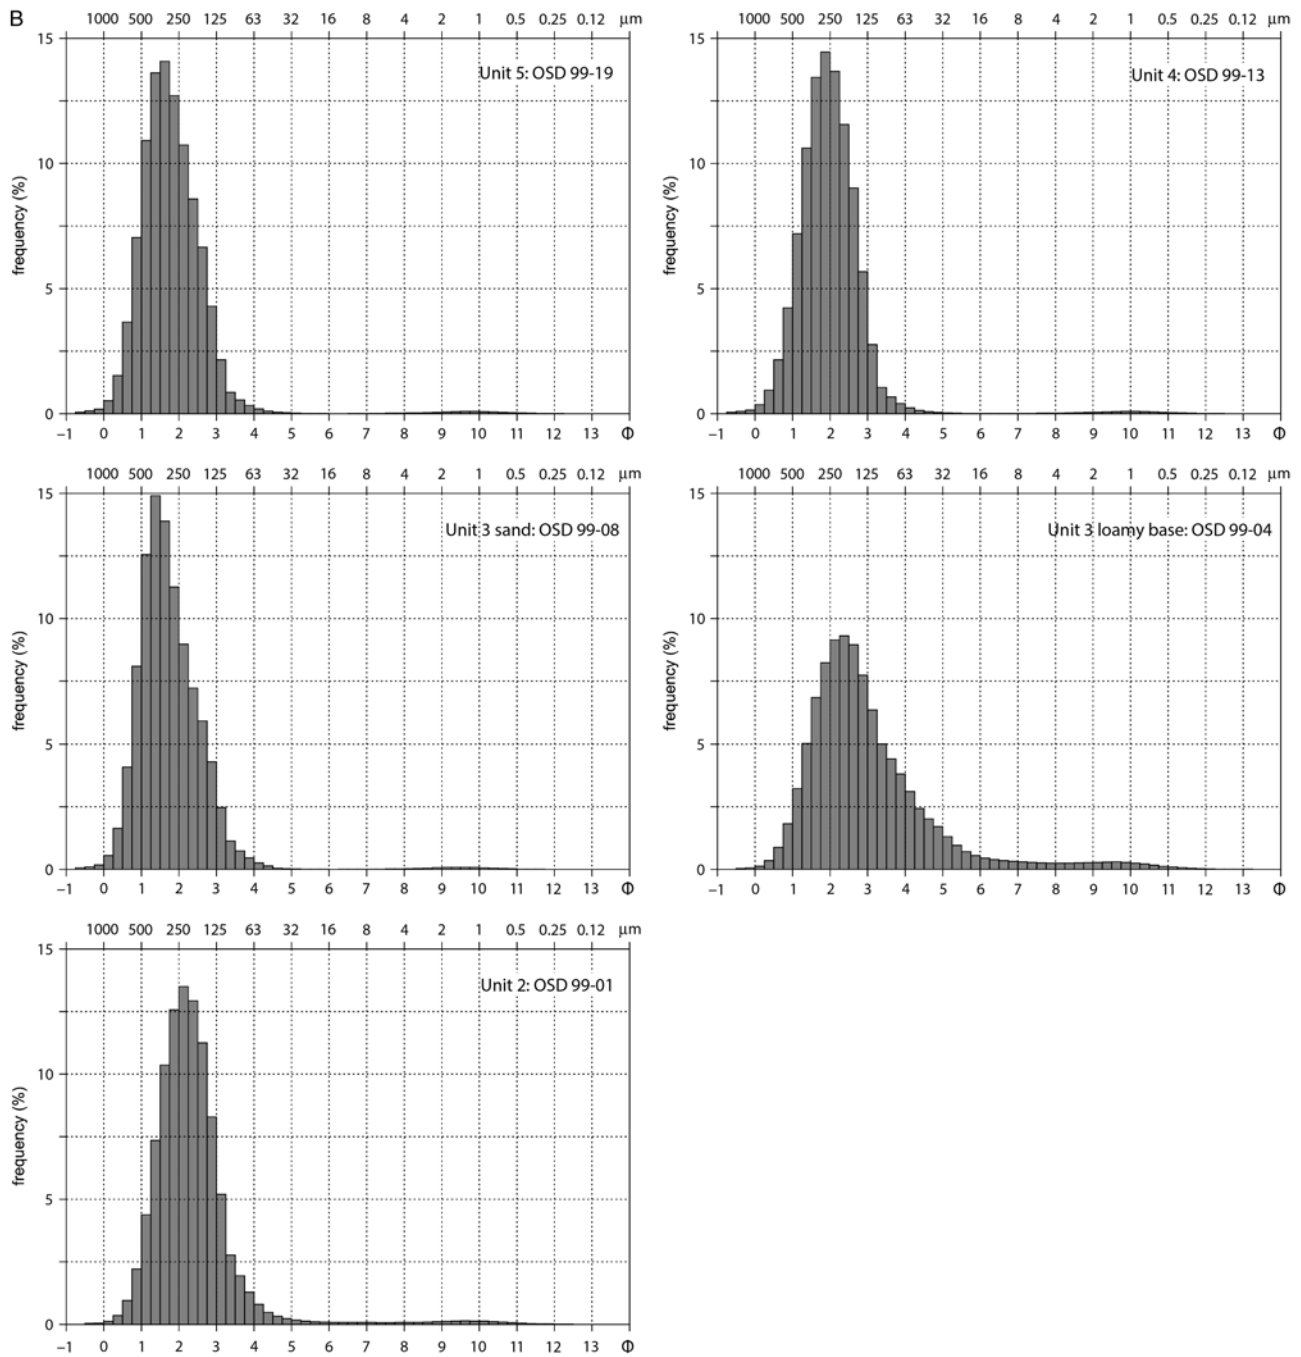 B
1000 500 250 125 63 32 16 8 4 2 1 0.5 0.25 0.12 μm
15
Unit 5: OSD 99-19
10
frequency (%)
5
0
–1 0 1 2 3 4 5 6 7 8 9 10 11 12 13 Φ
1000 500 250 125 63 32 16 8 4 2 1 0.5 0.25 0.12 μm
15
Unit 4: OSD 99-13
10
frequency (%)
5
0
–1 0 1 2 3 4 5 6 7 8 9 10 11 12 13 Φ
1000 500 250 125 63 32 16 8 4 2 1 0.5 0.25 0.12 μm
15
Unit 3 sand: OSD 99-08
10
frequency (%)
5
0
–1 0 1 2 3 4 5 6 7 8 9 10 11 12 13 Φ
1000 500 250 125 63 32 16 8 4 2 1 0.5 0.25 0.12 μm
15
Unit 3 loamy base: OSD 99-04
10
frequency (%)
5
0
–1 0 1 2 3 4 5 6 7 8 9 10 11 12 13 Φ
1000 500 250 125 63 32 16 8 4 2 1 0.5 0.25 0.12 μm
15
Unit 2: OSD 99-01
10
frequency (%)
5
0
–1 0 1 2 3 4 5 6 7 8 9 10 11 12 13 Φ